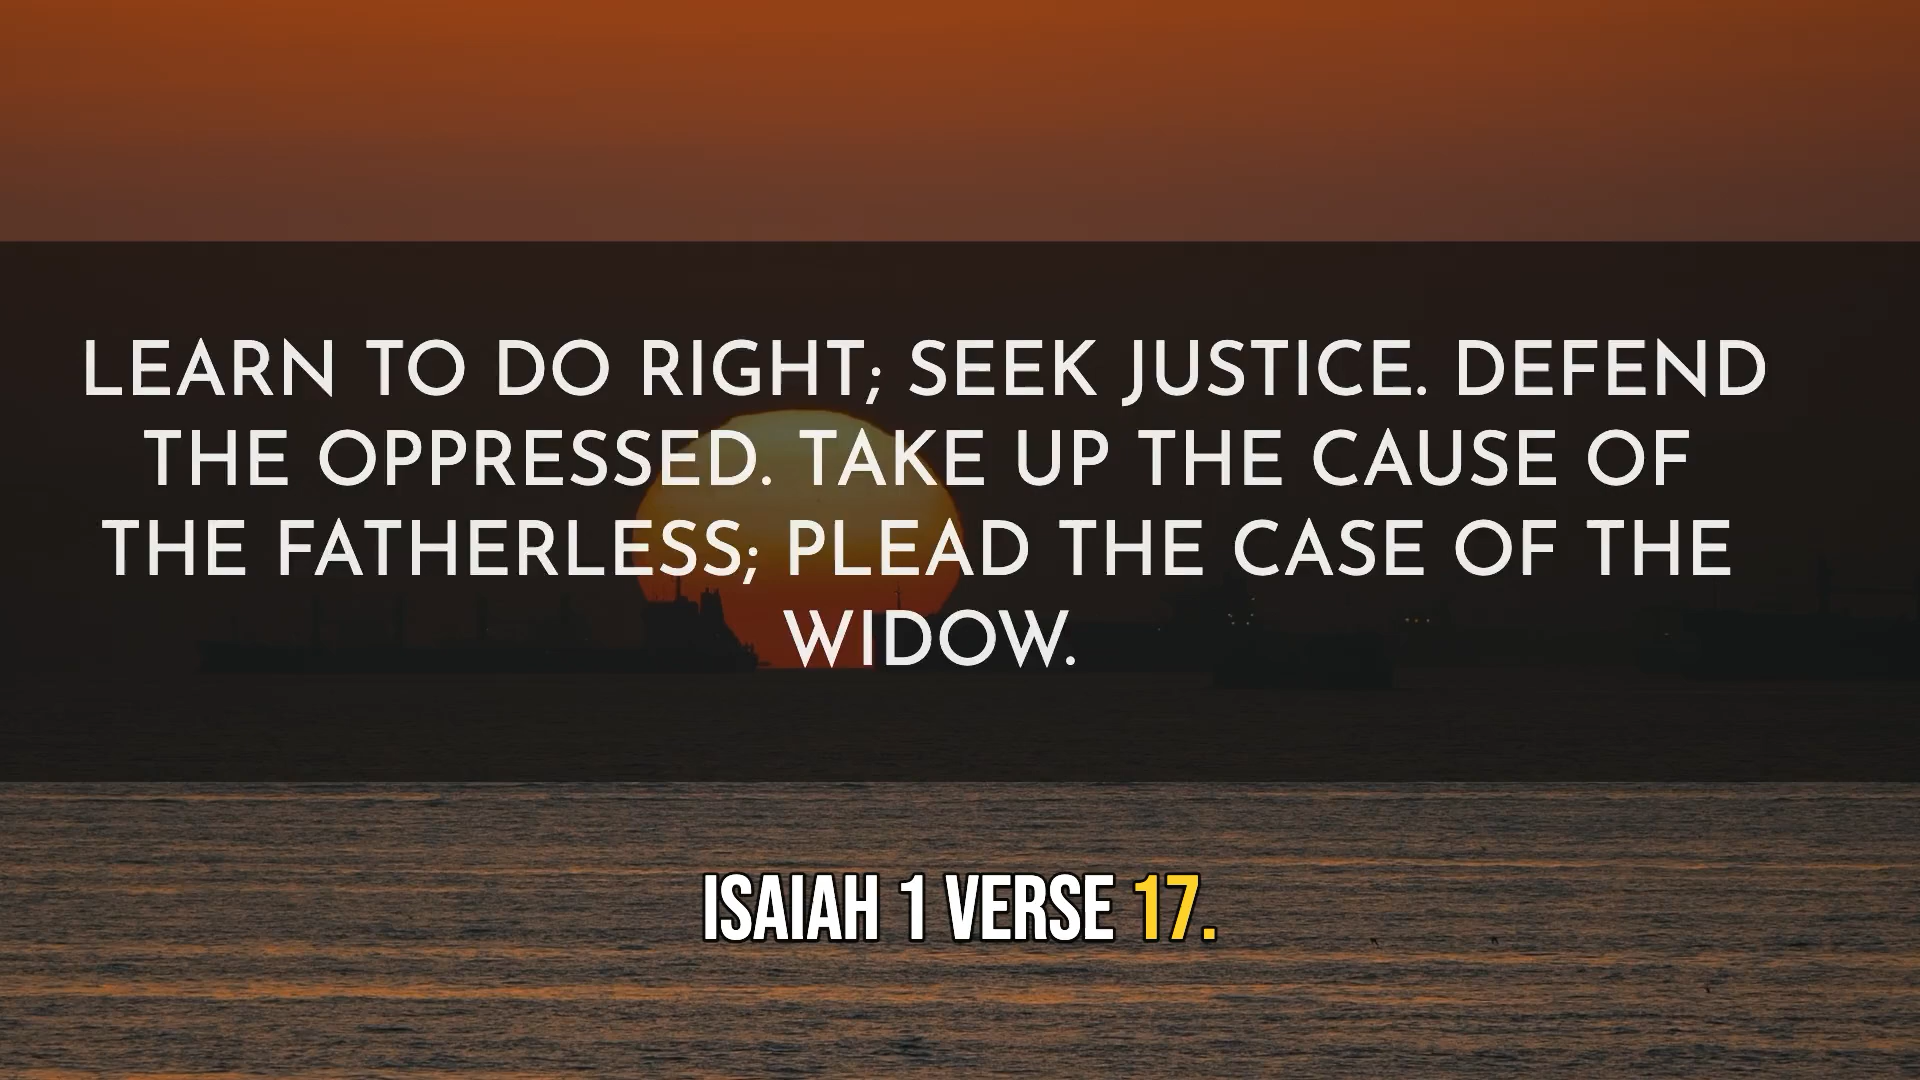 LEARN TO DO RIGHT; SEEK JUSTICE. DEFEND
THE OPPRESSED. TAKE UP THE CAUSE OF
THE FATHERLESS; PLEAD THE CASE OF THE
WIDOW.
ISAIAH 1 VERSE 17.